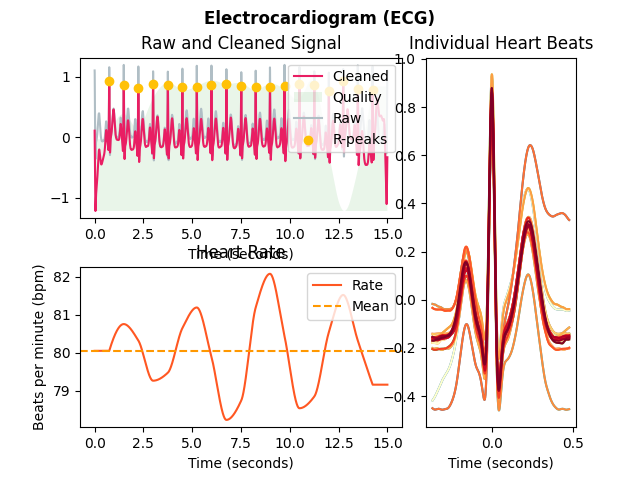 Electrocardiogram (ECG)
Raw and Cleaned Signal
Individual Heart Beats
1
0
−1
Cleaned
Quality
Raw
R-peaks
0.0 2.5 5.0 7.5 10.0 12.5 15.0
Time (seconds)
Heart Rate
82
81
80
79
Beats per minute (bpm)
Rate
Mean
0.0 2.5 5.0 7.5 10.0 12.5 15.0
Time (seconds)
1.0
0.8
0.6
0.4
0.2
0.0
−0.2
−0.4
0.0 0.5
Time (seconds)